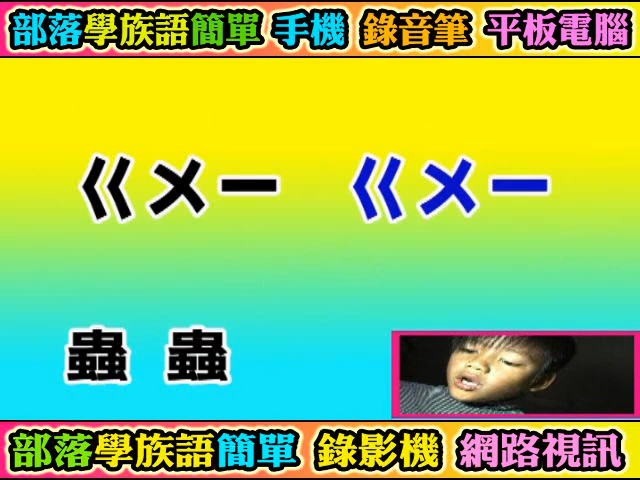 部落學族語簡單 手機 錄音筆 平板電腦
ㄍㄨㄧ ㄍㄨㄧ
蟲 蟲
部落學族語簡單 錄影機 網路視訊